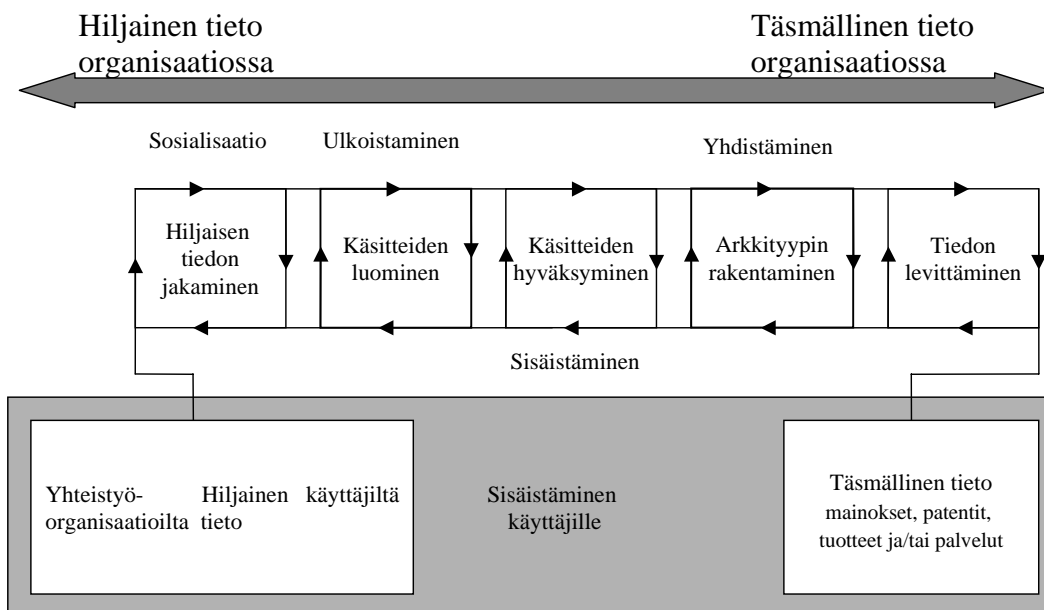 Hiljainen tieto
organisaatiossa
Täsmällinen tieto
organisaatiossa
Sosialisaatio
Ulkoistaminen
Yhdistäminen
Hiljaisen
tiedon
jakaminen
Käsitteiden
luominen
Käsitteiden
hyväksyminen
Arkkityypin
rakentaminen
Tiedon
levittäminen
Sisäistäminen
Yhteistyö- Hiljainen käyttäjiltä
organisaatioilta tieto
Sisäistäminen
käyttäjille
Täsmällinen tieto
mainokset, patentit,
tuotteet ja/tai palvelut